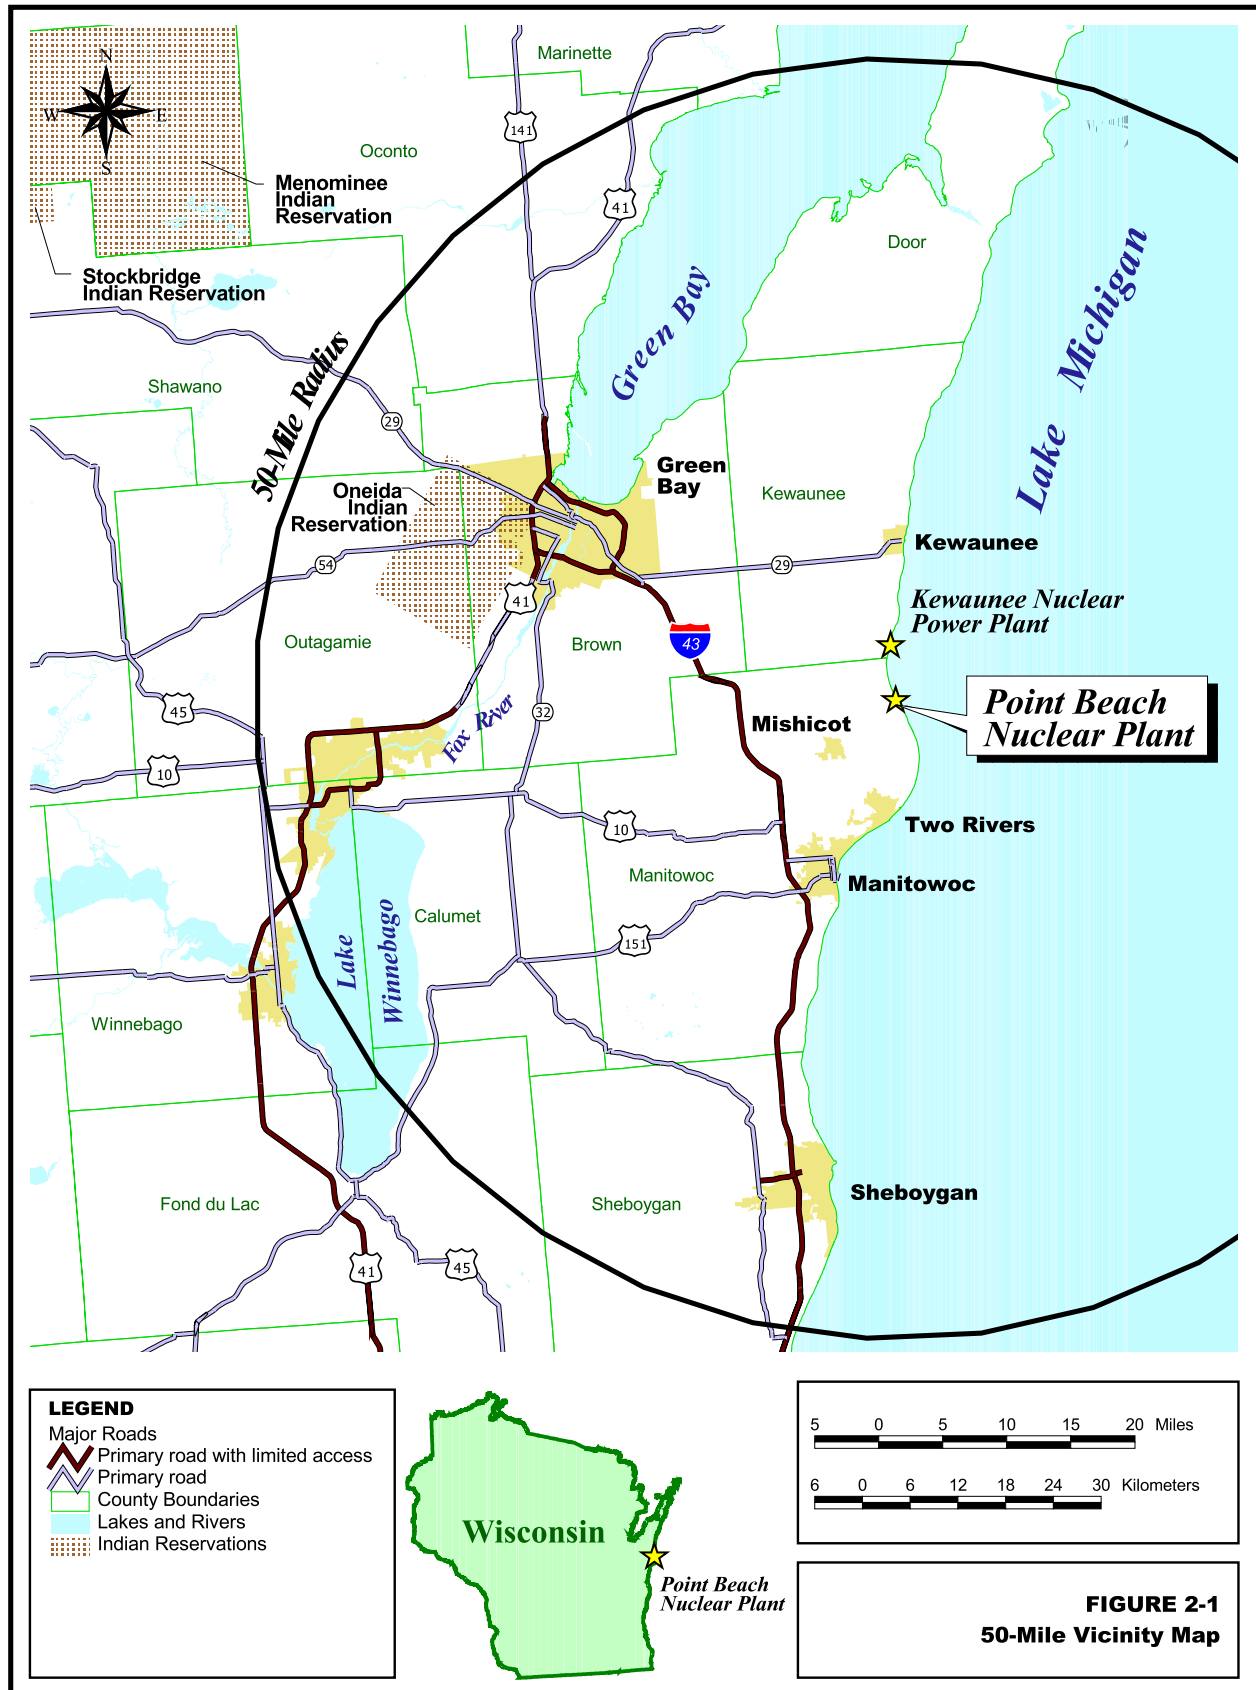 Marinette
N
W
E
S
141
Oconto
Menominee
Indian
Reservation
41
Door
Stockbridge
Indian Reservation
Green Bay
Lake Michigan
50-Mile Radius
Shawano
29
Oneida
Indian
Reservation
Green
Bay
Kewaunee
Kewaunee
54
29
41
Kewaunee Nuclear
Power Plant
Outagamie
Brown
43
45
32
Fox River
Mishicot
Point Beach
Nuclear Plant
10
10
Two Rivers
Manitowoc
Manitowoc
Calumet
Lake
Winnebago
151
Winnebago
Fond du Lac
Sheboygan
Sheboygan
41
45
LEGEND
Major Roads
Primary road with limited access
Primary road
County Boundaries
Lakes and Rivers
Indian Reservations
Wisconsin
Point Beach
Nuclear Plant
5 0 5 10 15 20 Miles
6 0 6 12 18 24 30 Kilometers
FIGURE 2-1
50-Mile Vicinity Map